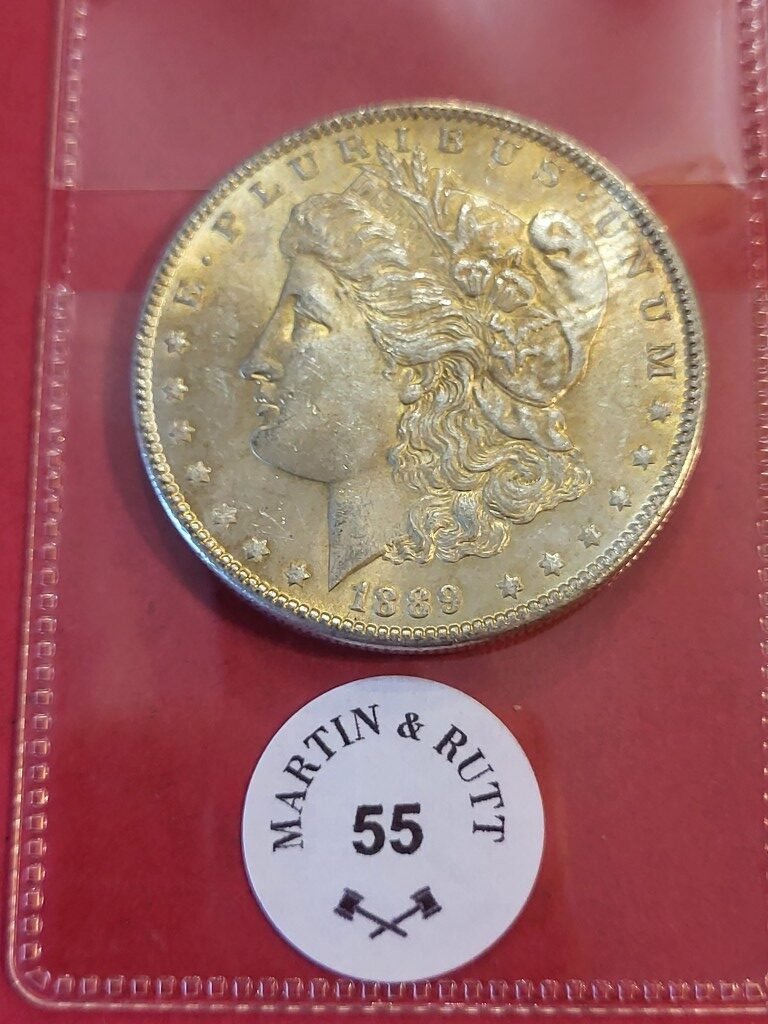 E · PLURIBUS · UNUM
1889
MARTIN & RUTT
55